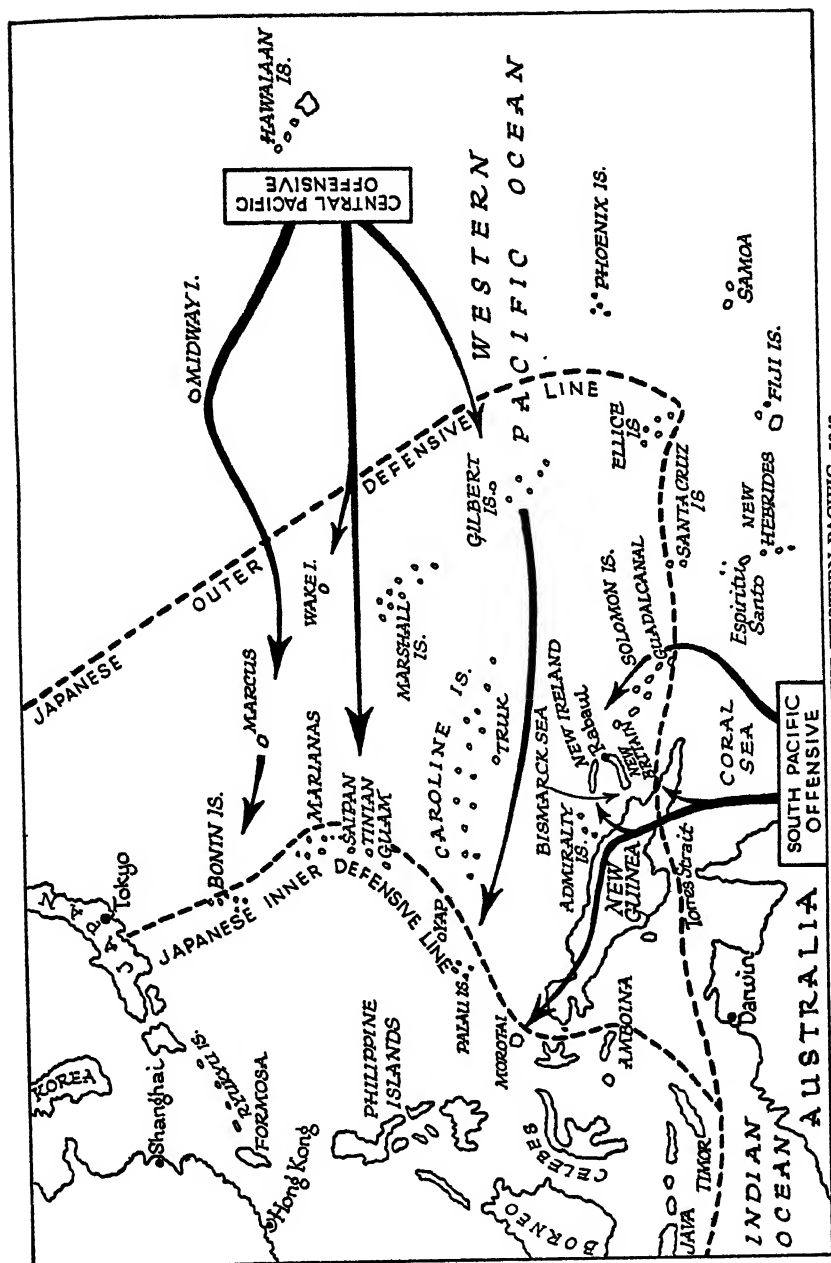 HAWAIAAN
IS.
CENTRAL PACIFIC
OFFENSIVE
MIDWAY I.
WESTERN
PACIFIC OCEAN
PHOENIX IS.
SAMOA
FIJI IS.
JAPANESE OUTER DEFENSIVE LINE
ELLICE
IS
GILBERT
IS.
SANTA CRUZ
IS
NEW
HEBRIDES
Espiritu
Santo
WAKE I.
MARSHALL
IS.
SOLOMON IS.
GUADALCANAL
MARCUS
CAROLINE IS.
TRUK
NEW IRELAND
Rabaul
NEW
BRITAIN
BISMARCK SEA
ADMIRALTY
IS.
CORAL
SEA
SOUTH PACIFIC
OFFENSIVE
BONIN IS.
MARIANAS
SAIPAN
TINIAN
GUAM
JAPANESE INNER DEFENSIVE LINE
NEW
GUINEA
Torres Strait
JAPAN
Tokyo
YAP
PALAU IS.
MOROTAI
AMBOINA
Darwin
AUSTRALIA
KOREA
Shanghai
RIUKYU IS.
FORMOSA
Hong Kong
PHILIPPINE
ISLANDS
CELEBES
BORNEO
TIMOR
JAVA
INDIAN
OCEAN
WESTERN PACIFIC